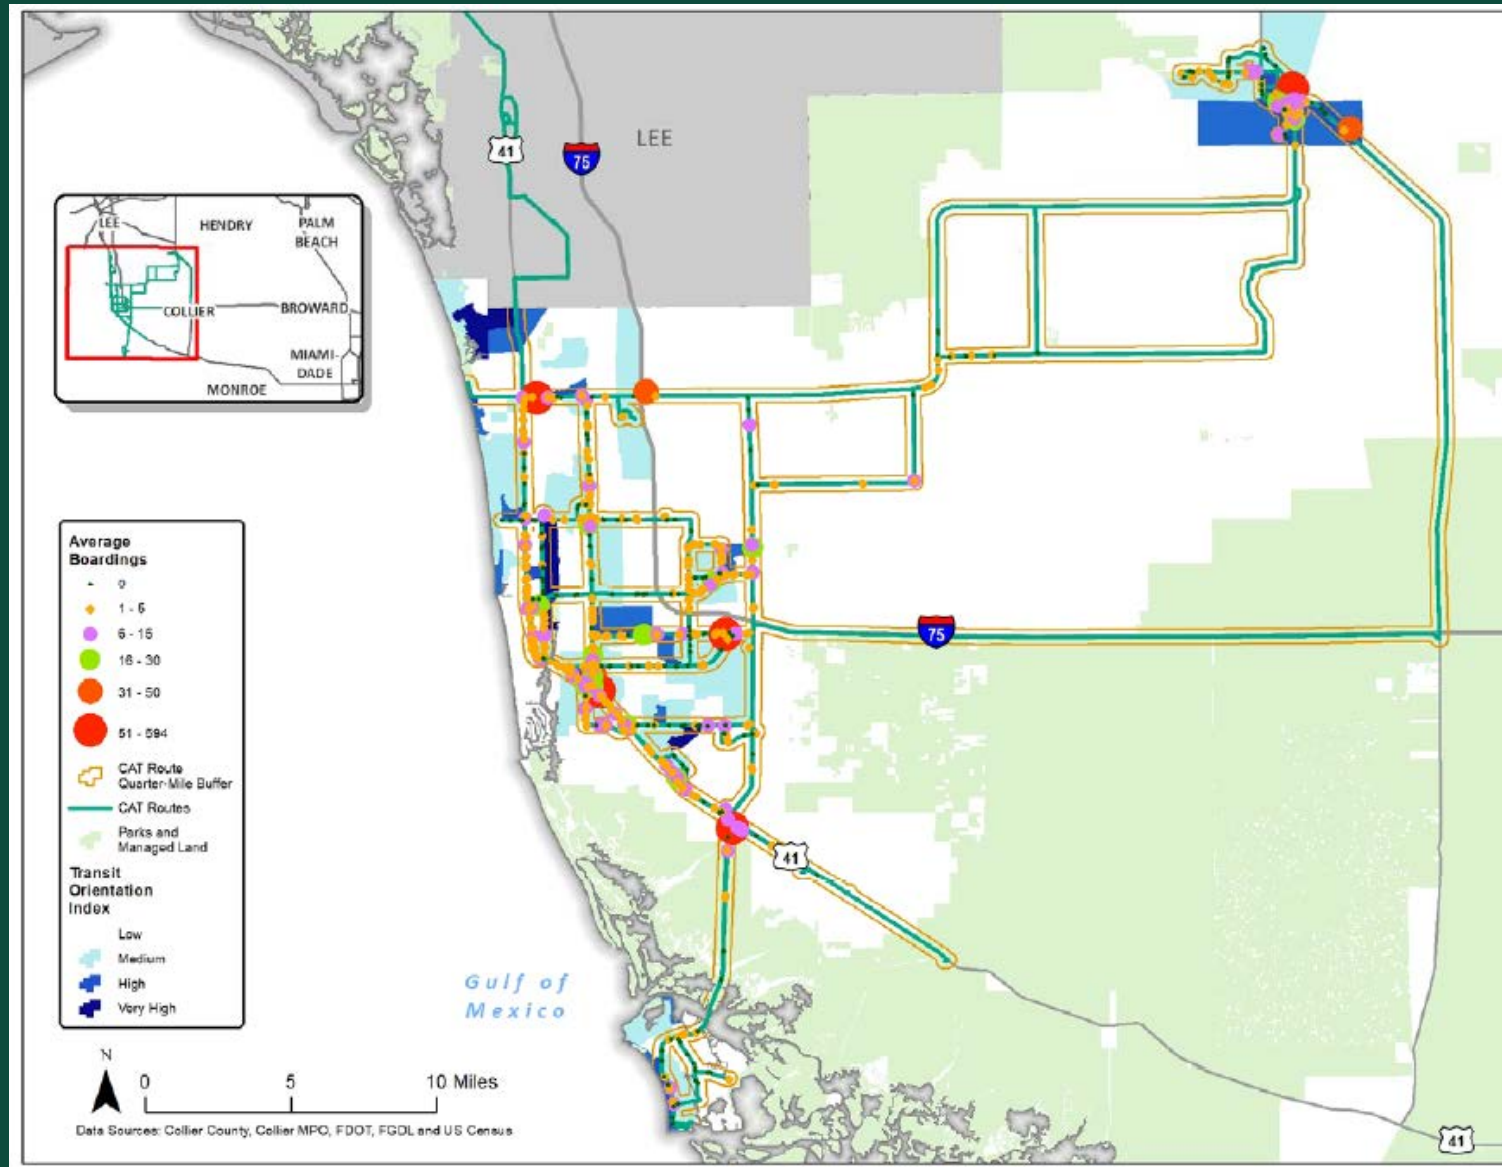 41
75
LEE
LEE
HENDRY
PALM
BEACH
COLLIER
BROWARD
MIAMI-
DADE
MONROE
75
Average
Boardings
0
1 - 5
6 - 15
16 - 30
31 - 50
51 - 594
CAT Route
Quarter-Mile Buffer
CAT Routes
Parks and
Managed Land
Transit
Orientation
Index
Low
Medium
High
Very High
41
Gulf of
Mexico
N
0 5 10 Miles
Data Sources: Collier County, Collier MPO, FDOT, FGDL and US Census
41